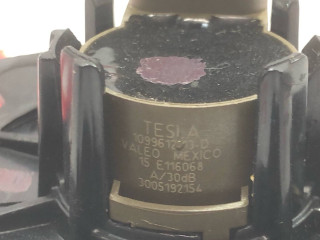 TESLA
VALEO MEXICO
15 E116068
A/30dB
3005192154